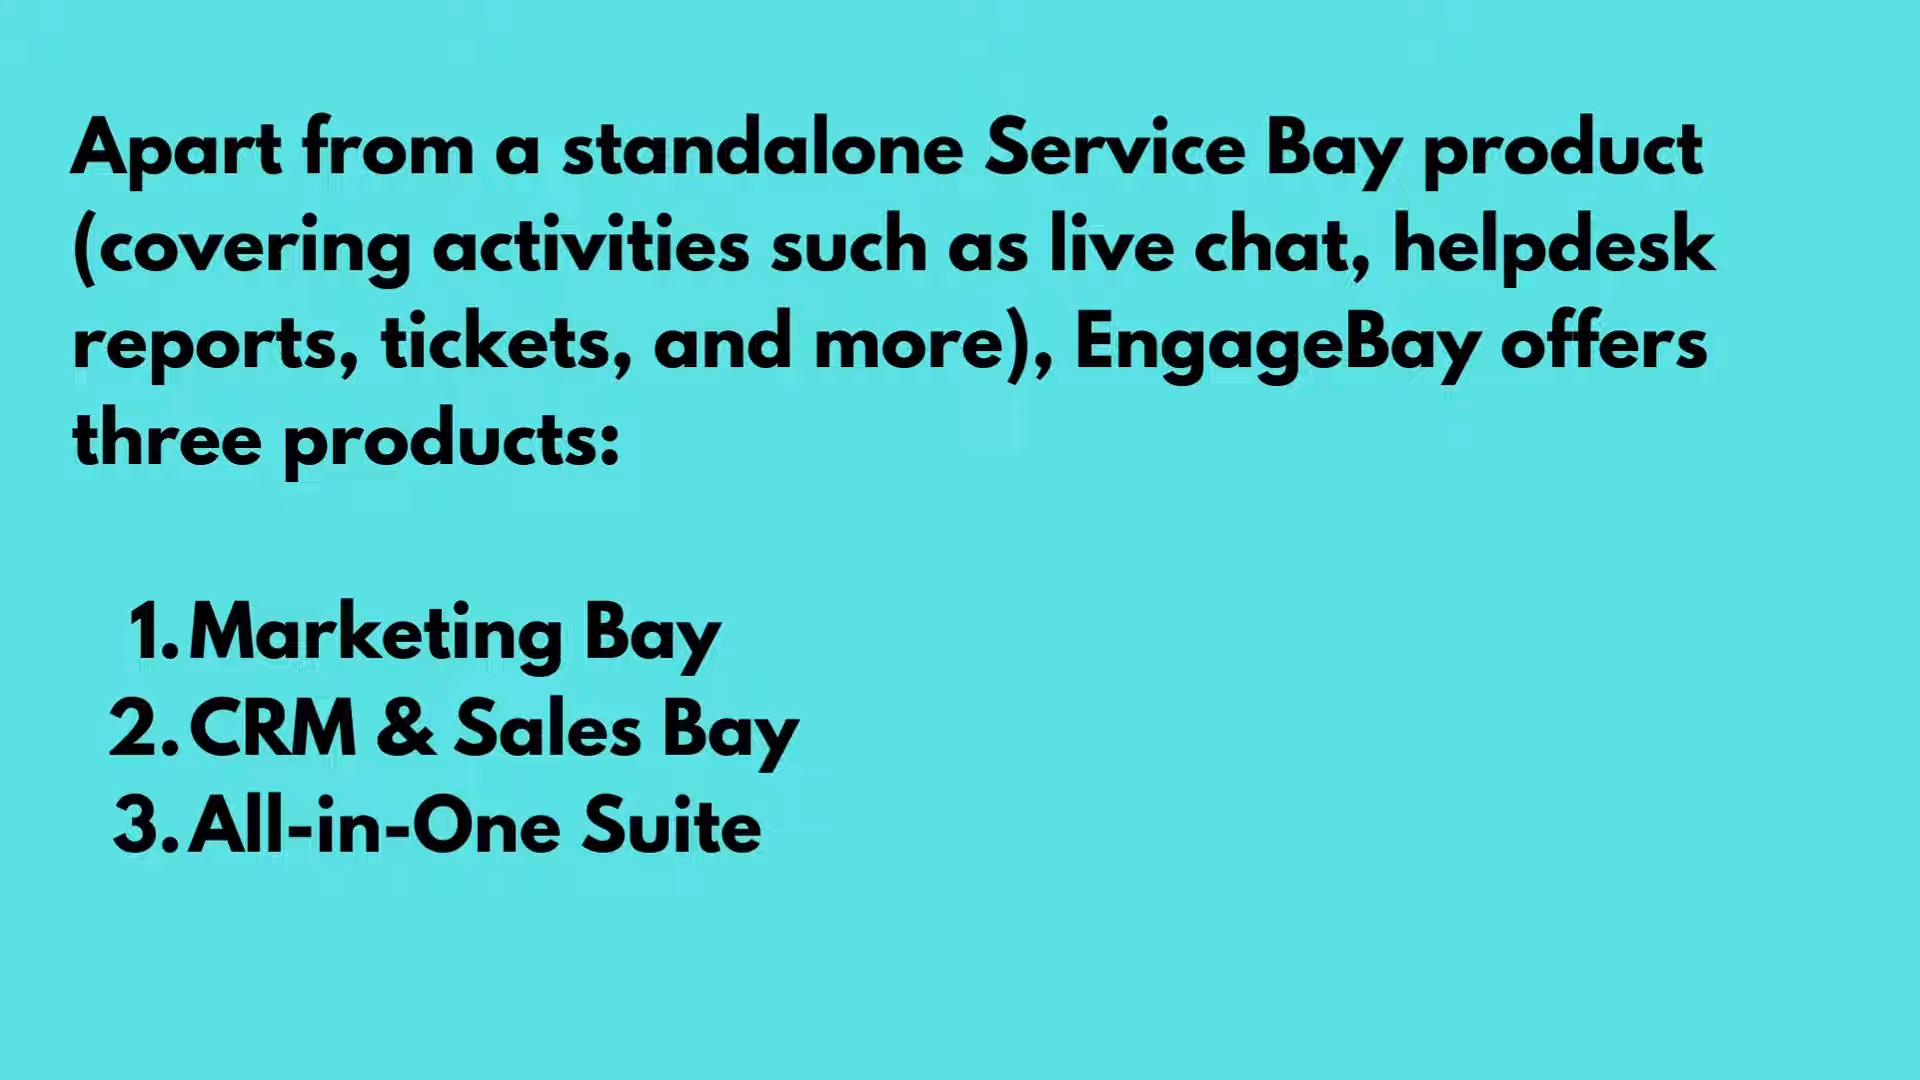 Apart from a standalone Service Bay product
(covering activities such as live chat, helpdesk
reports, tickets, and more), EngageBay offers
three products:
1. Marketing Bay
2. CRM & Sales Bay
3. All-in-One Suite